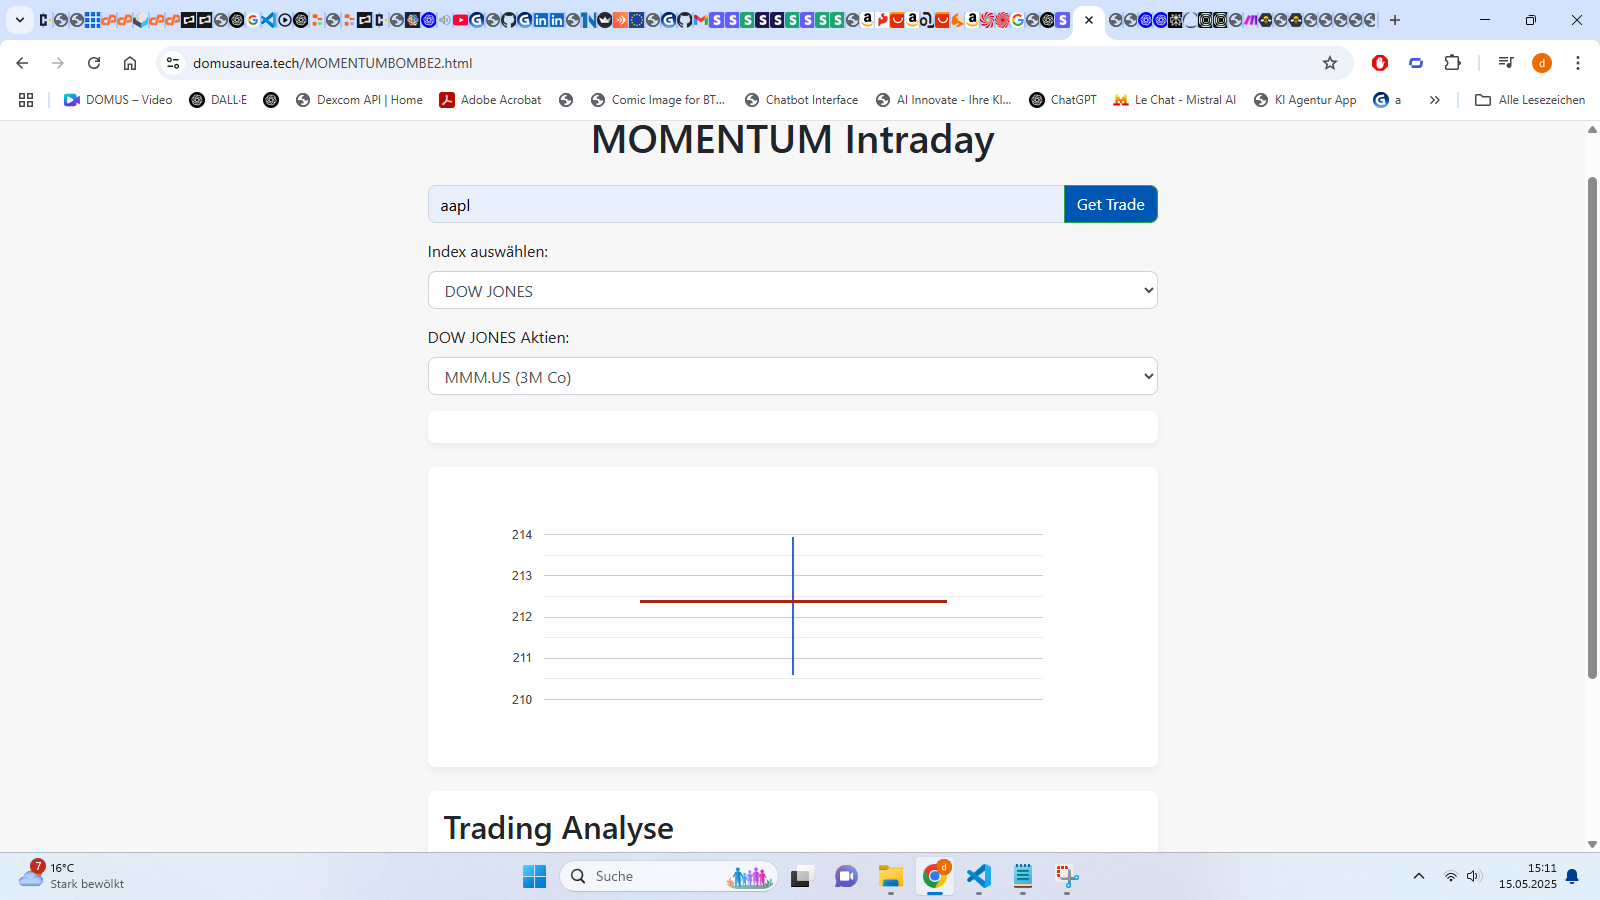 domusaurea.tech/MOMENTUMBOMBE2.html
d
DOMUS – Video
DALL·E
Dexcom API | Home
Adobe Acrobat
Comic Image for BT...
Chatbot Interface
AI Innovate - Ihre KI...
ChatGPT
Le Chat - Mistral AI
KI Agentur App
a
Alle Lesezeichen
MOMENTUM Intraday
aapl
Get Trade
Index auswählen:
DOW JONES
DOW JONES Aktien:
MMM.US (3M Co)
214
213
212
211
210
Trading Analyse
7
16°C
Stark bewölkt
Suche
d
15:11
15.05.2025